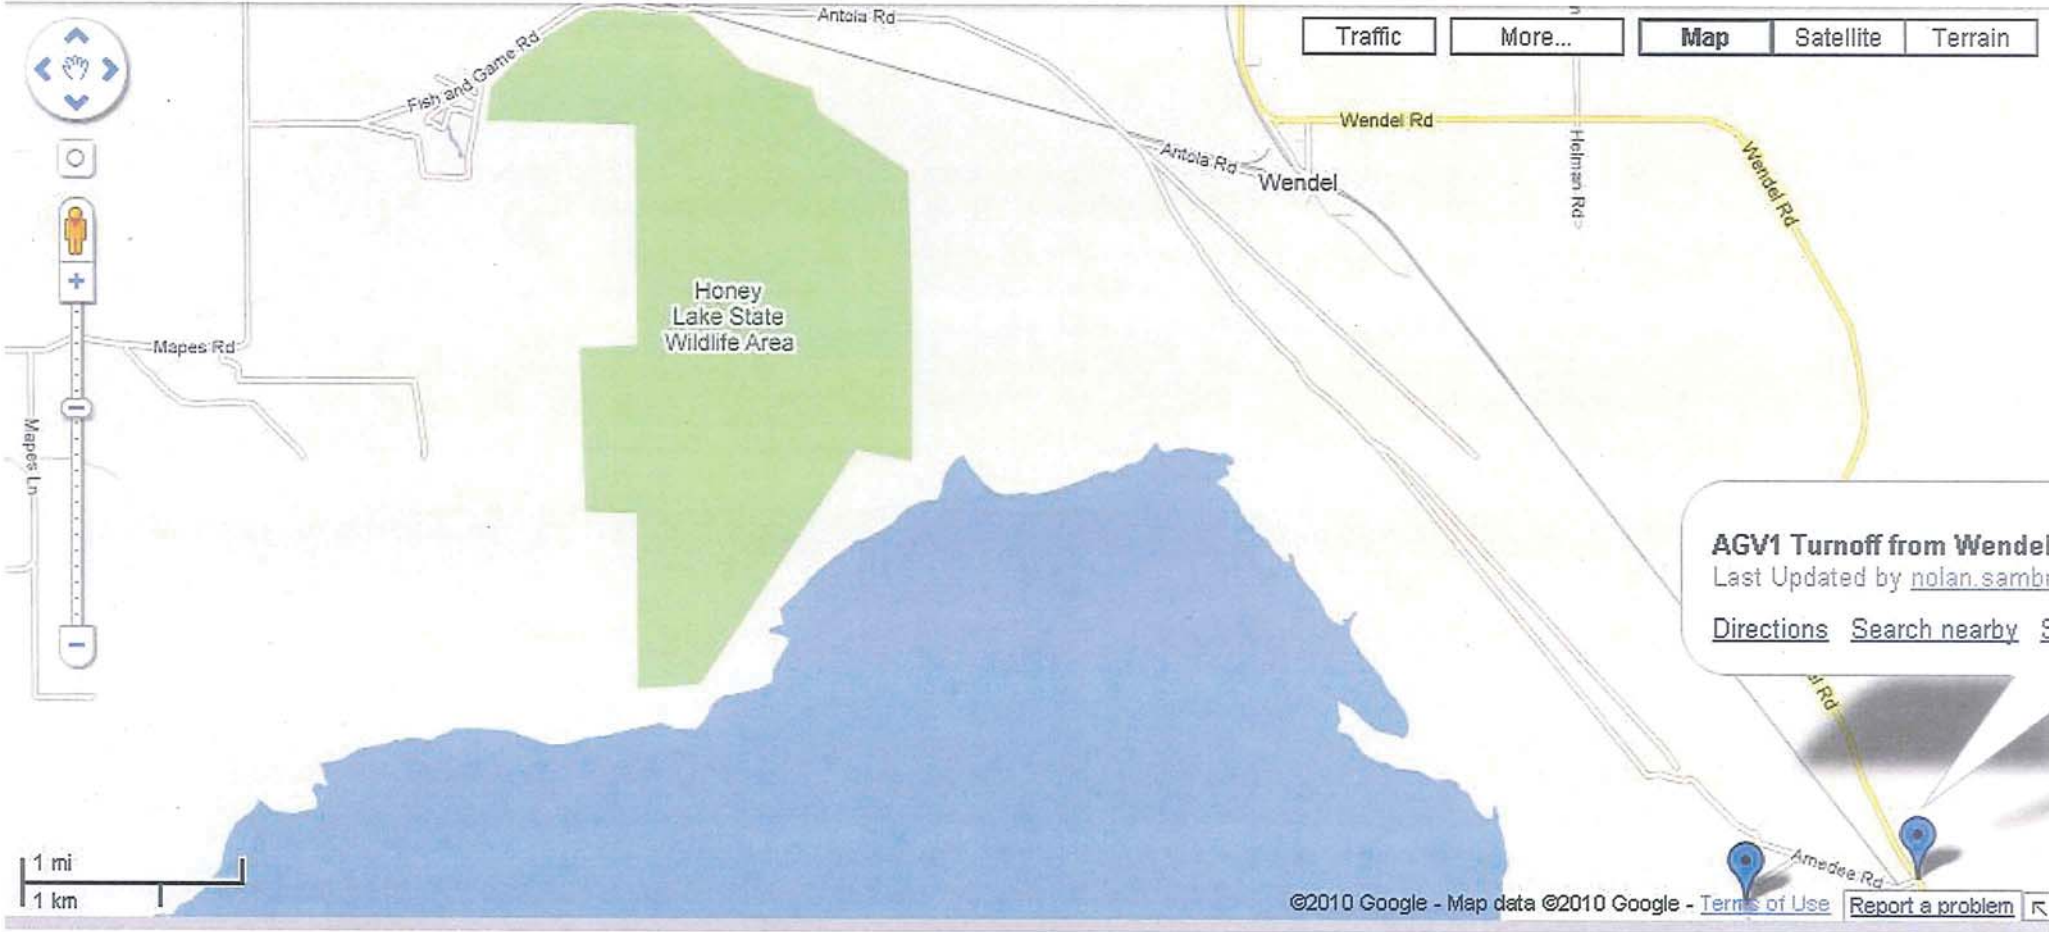 Antola Rd
Traffic
More...
Map
Satellite
Terrain
Fish and Game Rd
Wendel Rd
Antola Rd
Wendel
Helman Rd
Wendel Rd
Honey
Lake State
Wildlife Area
Mapes Rd
Mapes Ln
AGV1 Turnoff from Wendel
Last Updated by nolan.sambr
Directions Search nearby S
el Rd
1 mi
1 km
Amedee Rd
©2010 Google - Map data ©2010 Google - Terms of Use
Report a problem